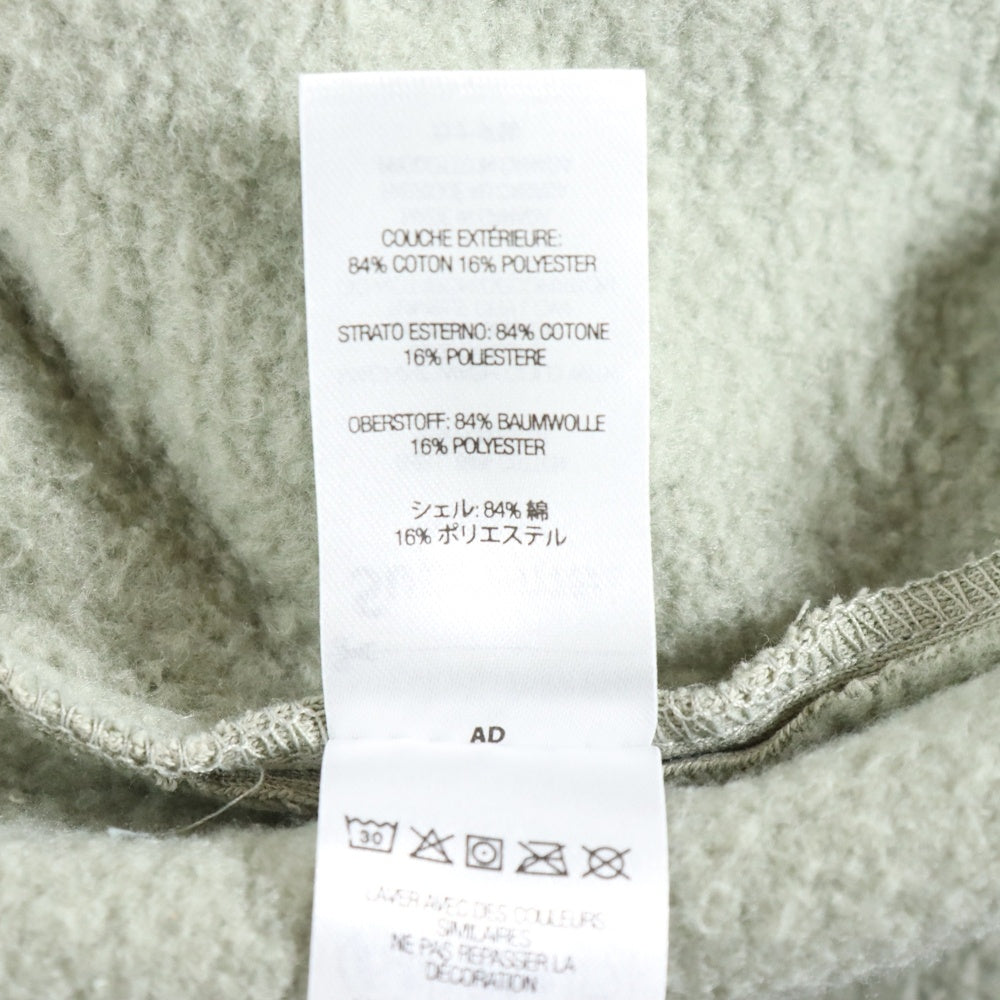 COUCHE EXTÉRIEURE:
84% COTON 16% POLYESTER
STRATO ESTERNO: 84% COTONE
16% POLIESTERE
OBERSTOFF: 84% BAUMWOLLE
16% POLYESTER
シェル: 84% 綿
16% ポリエステル
AD
30
LAVER AVEC DES COULEURS
SIMILAIRES
NE PAS REPASSER LA
DÉCORATION